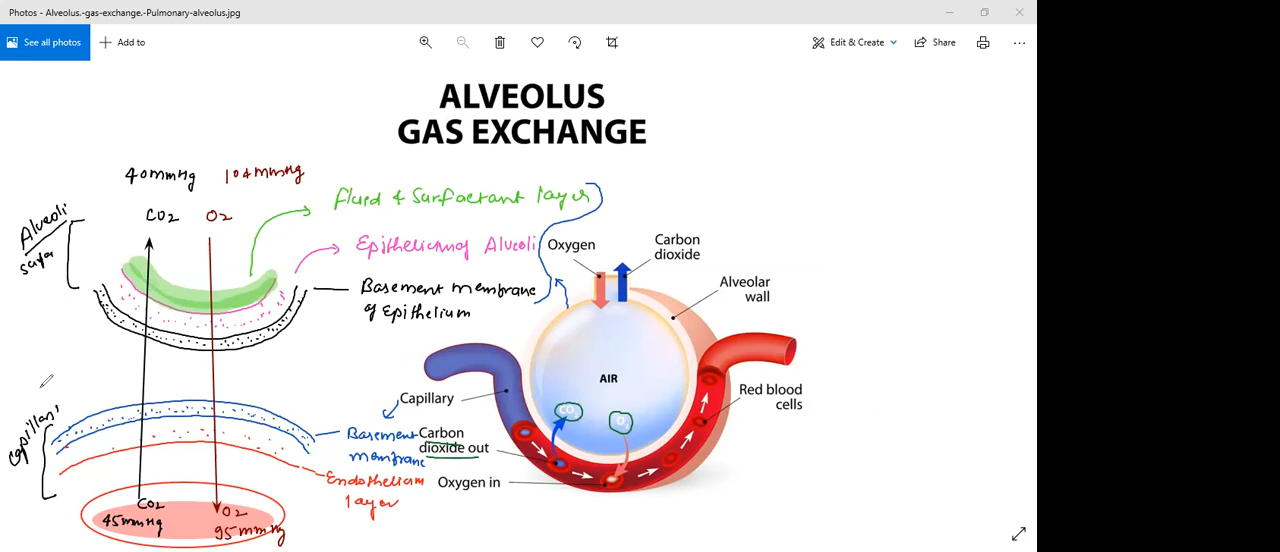 Photos - Alveolus.-gas-exchange.-Pulmonary-alveolus.jpg
See all photos
Add to
Edit & Create
Share
ALVEOLUS
GAS EXCHANGE
40mmHg
104mmHg
CO2
O2
Alveoli
Fluid & Surfactant layer
Epithelium of Alveoli
Basement membrane
of Epithelium
Oxygen
Carbon
dioxide
Alveolar
wall
AIR
CO2
O2
Capillary
Red blood
cells
Carbon
dioxide out
Oxygen in
Basement
membrane
Endothelium
layer
CO2
45mmHg
O2
95mmHg